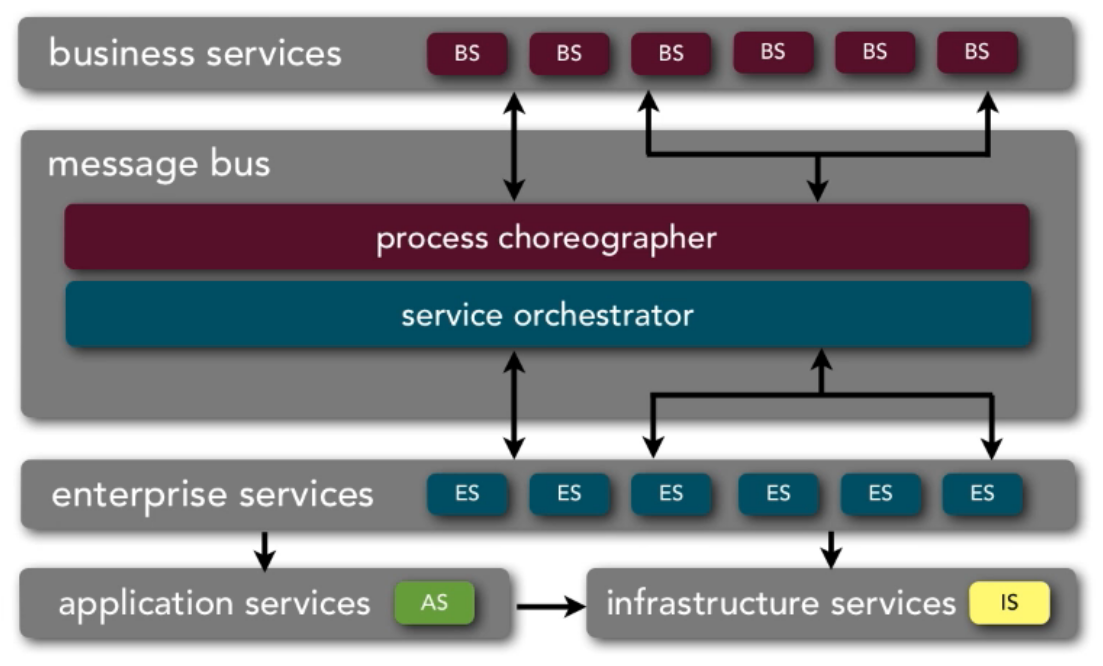 business services BS BS BS BS BS BS
message bus
process choreographer
service orchestrator
enterprise services ES ES ES ES ES ES
application services AS infrastructure services IS